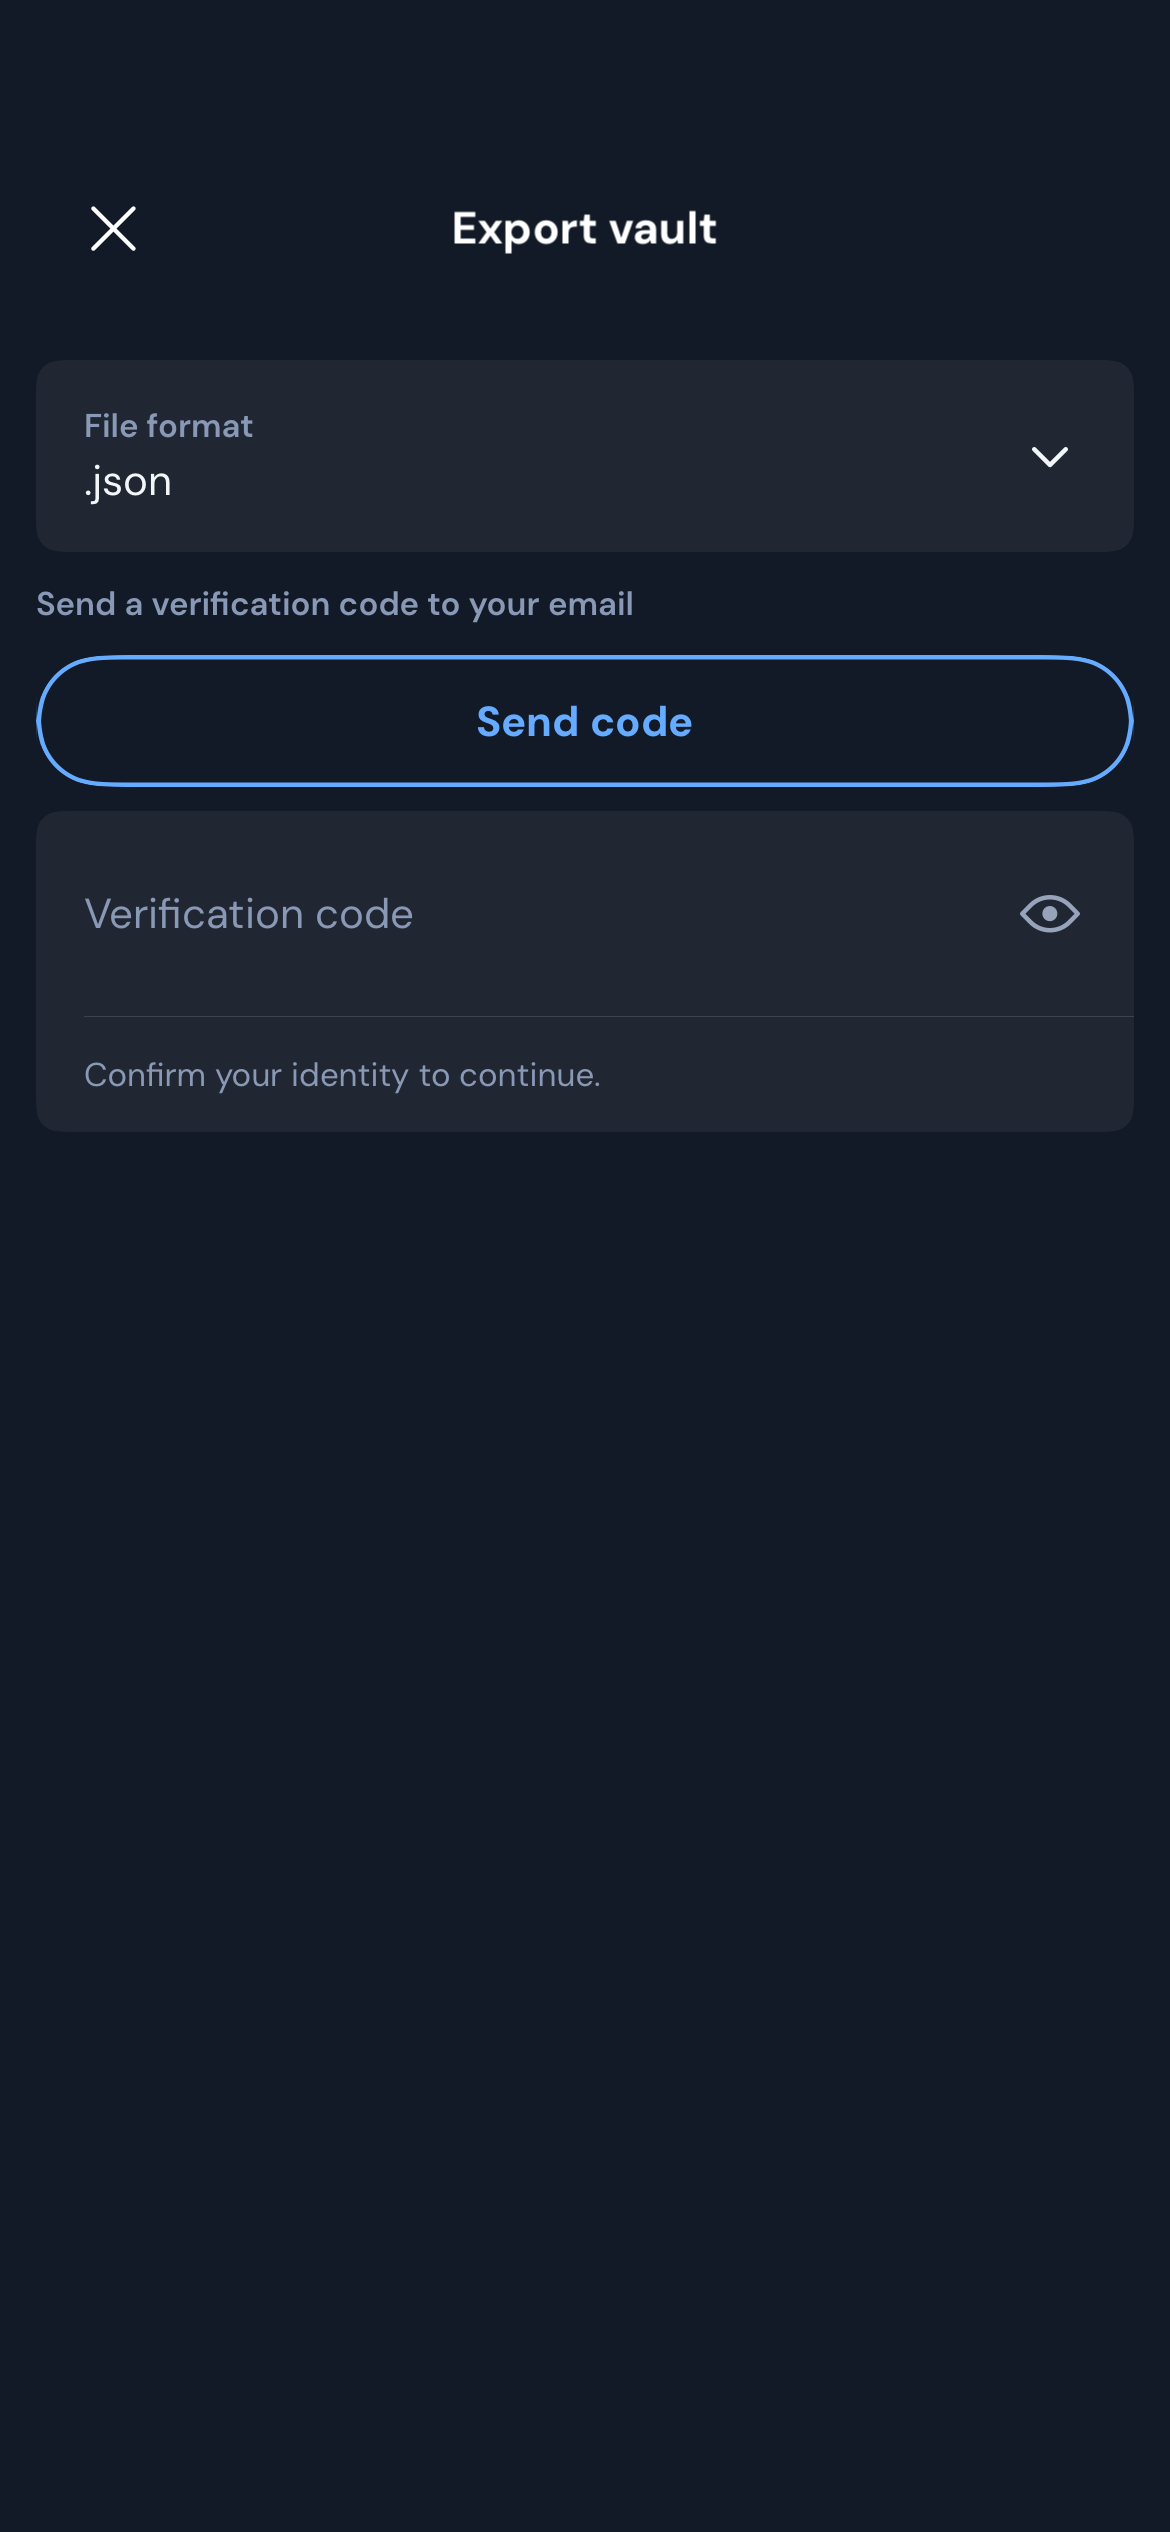 Export vault
File format
.json
Send a verification code to your email
Send code
Verification code
Confirm your identity to continue.